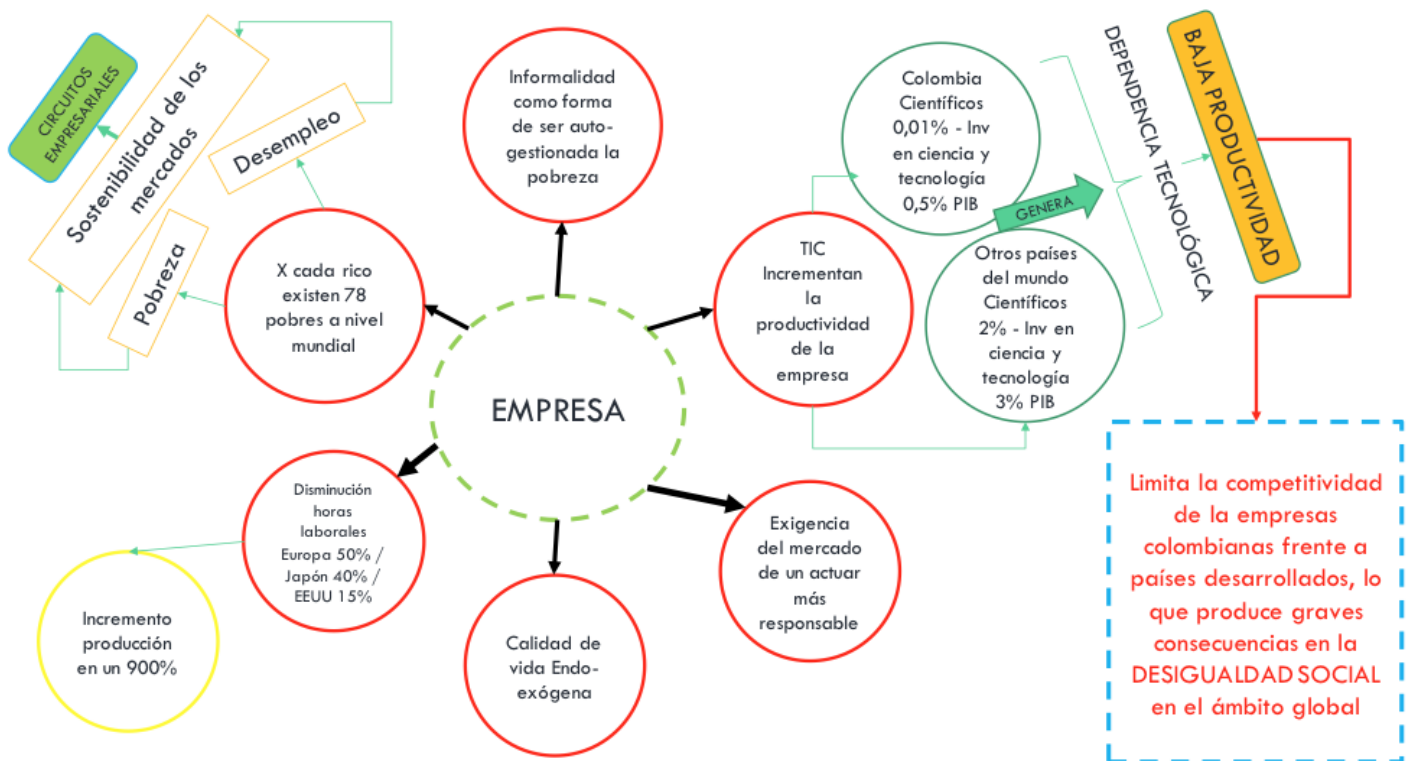 CIRCUITOS
EMPRESARIALES
Sostenibilidad de los
mercados
Desempleo
Pobreza
X cada rico
existen 78
pobres a nivel
mundial
Informalidad
como forma
de ser auto-
gestionada la
pobreza
Colombia
Científicos
0,01% - Inv
en ciencia y
tecnología
0,5% PIB
GENERA
Otros países
del mundo
Científicos
2% - Inv en
ciencia y
tecnología
3% PIB
DEPENDENCIA TECNOLÓGICA
BAJA PRODUCTIVIDAD
TIC
Incrementan
la
productividad
de la
empresa
EMPRESA
Disminución
horas
laborales
Europa 50% /
Japón 40% /
EEUU 15%
Incremento
producción
en un 900%
Calidad de
vida Endo-
exógena
Exigencia
del mercado
de un actuar
más
responsable
Limita la competitividad
de la empresas
colombianas frente a
países desarrollados, lo
que produce graves
consecuencias en la
DESIGUALDAD SOCIAL
en el ámbito global